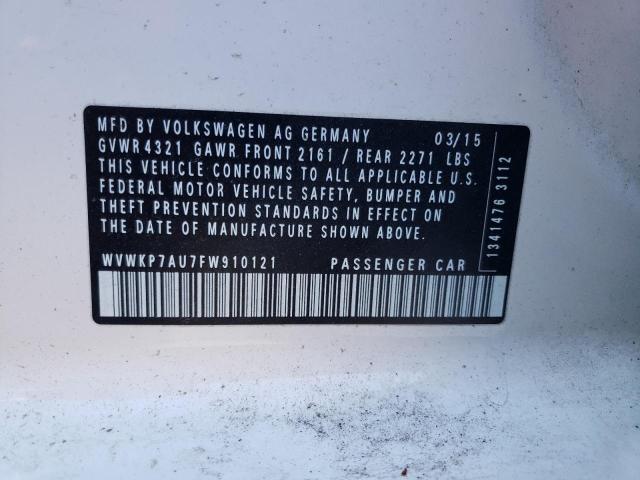 MFD BY VOLKSWAGEN AG GERMANY 03/15
GVWR 4321 GAWR FRONT 2161 / REAR 2271 LBS
THIS VEHICLE CONFORMS TO ALL APPLICABLE U.S.
FEDERAL MOTOR VEHICLE SAFETY, BUMPER AND
THEFT PREVENTION STANDARDS IN EFFECT ON
THE DATE OF MANUFACTURE SHOWN ABOVE.
WVWKP7AU7FW910121 PASSENGER CAR
1341476 3112